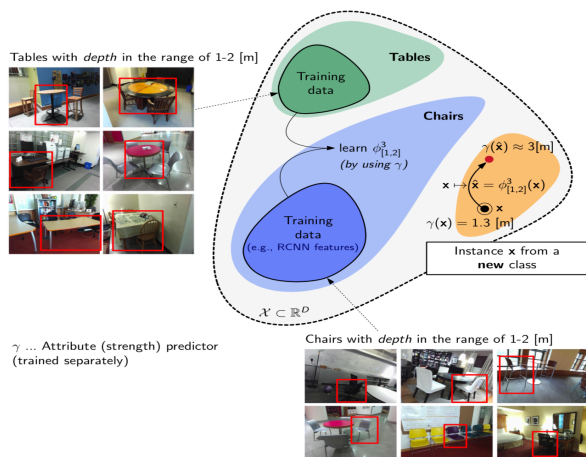 Tables with depth in the range of 1-2 [m]
Tables
Training
data
Chairs
learn ϕ³[1,2]
(by using γ)
γ(x̂) ≈ 3[m]
x ↦ x̂ = ϕ³[1,2](x)
x
γ(x) = 1.3 [m]
Training
data
(e.g., RCNN features)
Instance x from a
new class
𝒳 ⊂ ℝᴰ
γ ... Attribute (strength) predictor
(trained separately)
Chairs with depth in the range of 1-2 [m]